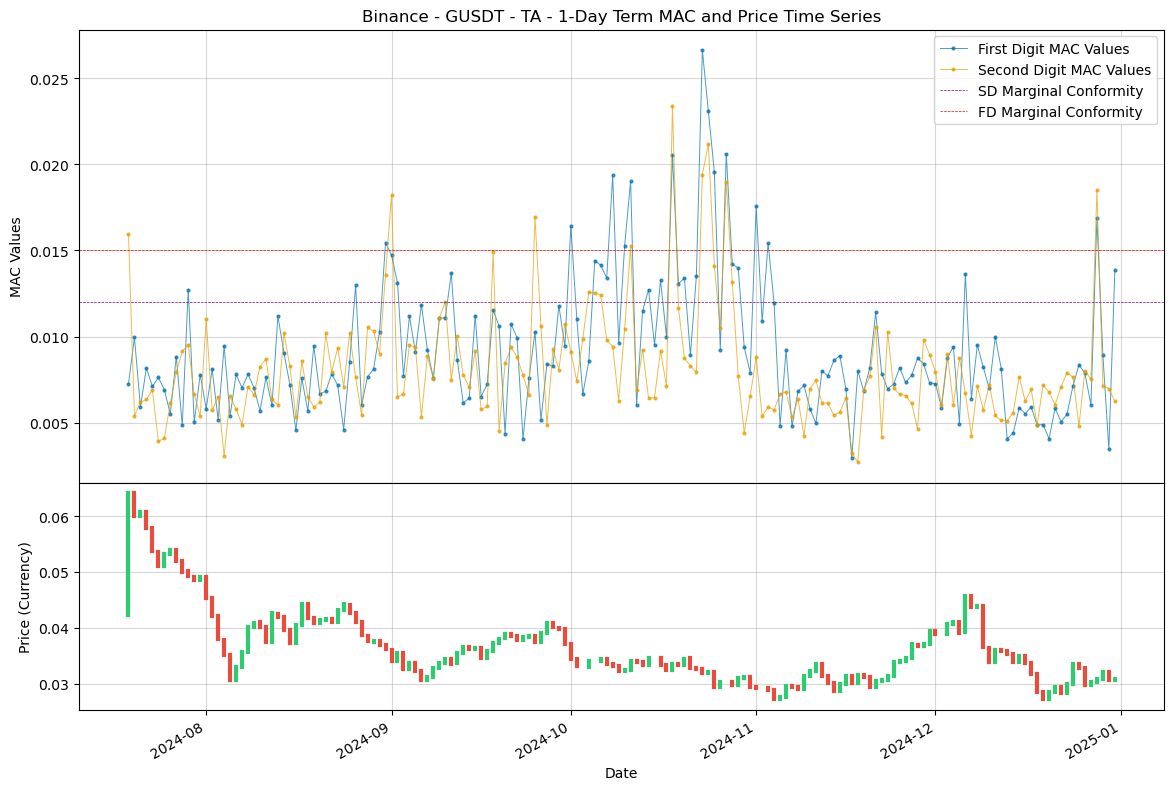 Binance - GUSDT - TA - 1-Day Term MAC and Price Time Series
First Digit MAC Values
Second Digit MAC Values
SD Marginal Conformity
FD Marginal Conformity
MAC Values
0.025
0.020
0.015
0.010
0.005
Price (Currency)
0.06
0.05
0.04
0.03
2024-08
2024-09
2024-10
2024-11
2024-12
2025-01
Date